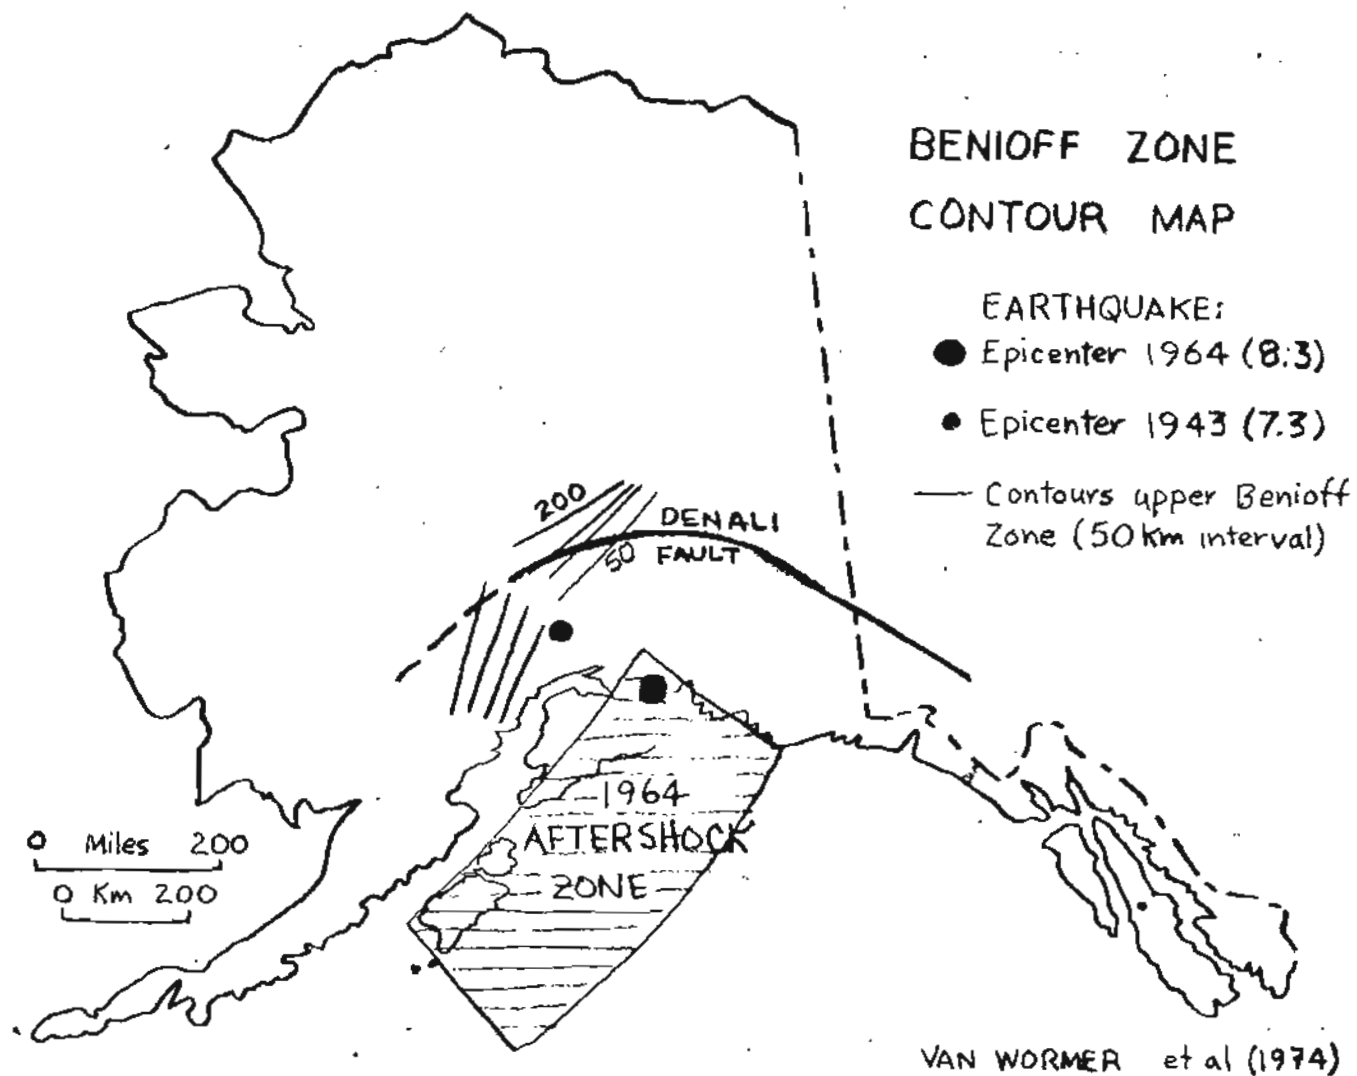 BENIOFF ZONE
CONTOUR MAP
EARTHQUAKE:
Epicenter 1964 (8.3)
Epicenter 1943 (7.3)
Contours upper Benioff
Zone (50 km interval)
200
DENALI
50 FAULT
1964
AFTERSHOCK
ZONE
0 Miles 200
0 Km 200
VAN WORMER et al (1974)